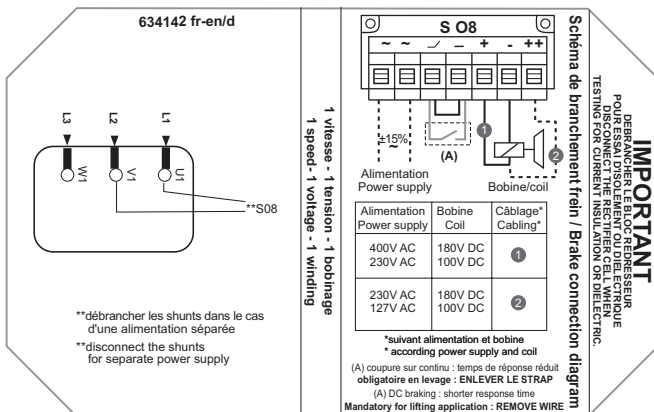 634142 fr-en/d
L3
L2
L1
W1
V1
U1
**S08
**débrancher les shunts dans le cas
d'une alimentation séparée
**disconnect the shunts
for separate power supply
1 vitesse - 1 tension - 1 bobinage
1 speed - 1 voltage - 1 winding
S O8
~ ~ + - ++
±15%
~
(A)
1
2
Alimentation
Power supply
Bobine/coil
Alimentation Bobine Câblage*
Power supply Coil Cabling*
400V AC 180V DC
230V AC 100V DC
1
230V AC 180V DC
127V AC 100V DC
2
*suivant alimentation et bobine
* according power supply and coil
(A) coupure sur continu : temps de réponse réduit
obligatoire en levage : ENLEVER LE STRAP
(A) DC braking : shorter response time
Mandatory for lifting application : REMOVE WIRE
Schéma de branchement frein / Brake connection diagram
IMPORTANT
DEBRANCHER LE BLOC REDRESSEUR
POUR ESSAI D'ISOLEMENT OU DIELECTRIQUE
DISCONNECT THE RECTIFIER CELL WHEN
TESTING FOR CURRENT INSULATION OR DIELECTRIC.